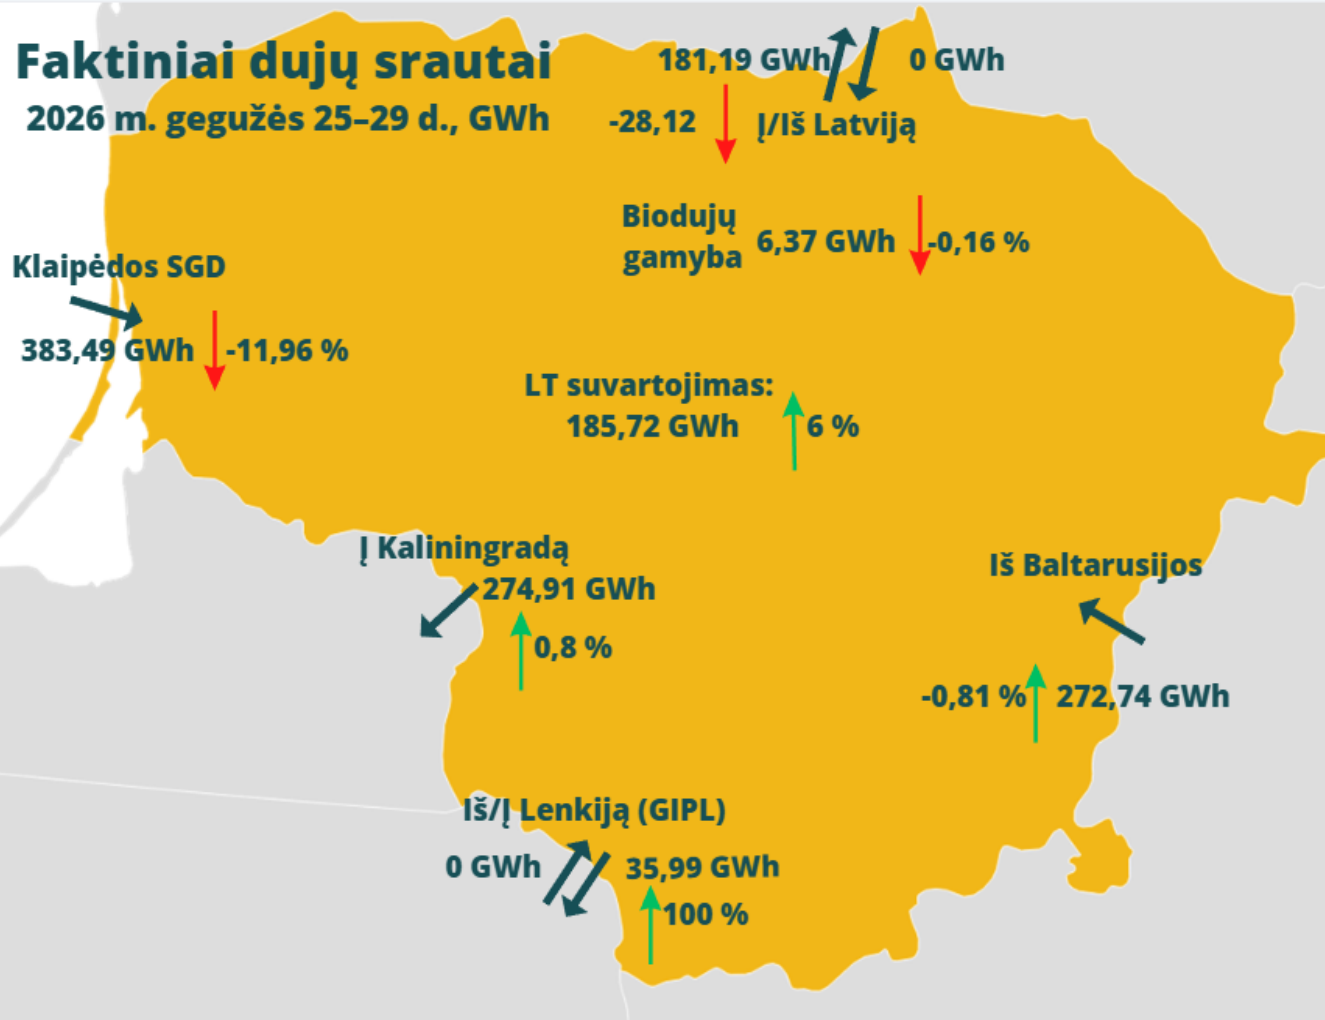 Faktiniai dujų srautai
2026 m. gegužės 25–29 d., GWh
181,19 GWh
0 GWh
-28,12
Į/Iš Latviją
Biodujų
gamyba
6,37 GWh
-0,16 %
Klaipėdos SGD
383,49 GWh
-11,96 %
LT suvartojimas:
185,72 GWh
6 %
Į Kaliningradą
274,91 GWh
0,8 %
Iš Baltarusijos
-0,81 %
272,74 GWh
Iš/Į Lenkiją (GIPL)
0 GWh
35,99 GWh
100 %